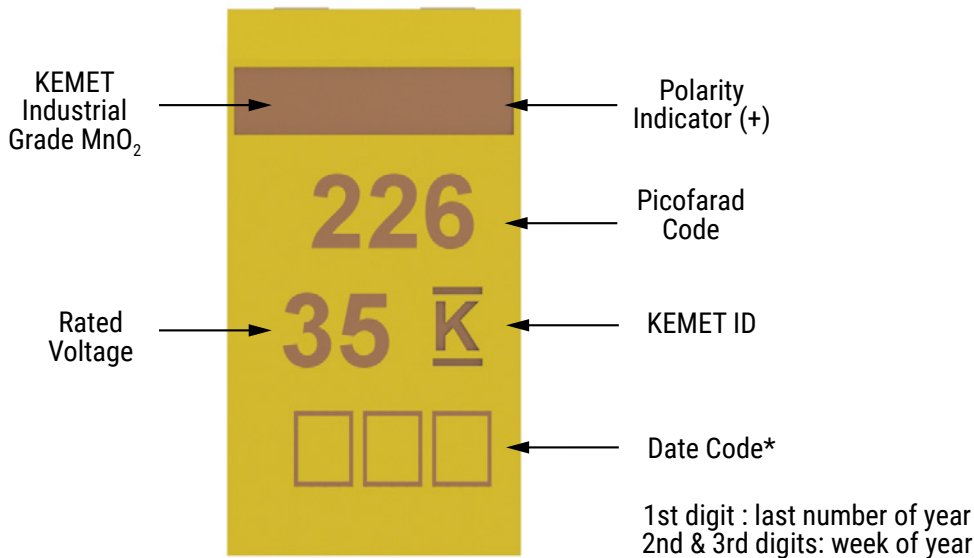 KEMET
Industrial
Grade MnO₂
Polarity
Indicator (+)
226
Picofarad
Code
Rated
Voltage
35 K
KEMET ID
Date Code*
1st digit : last number of year
2nd & 3rd digits: week of year